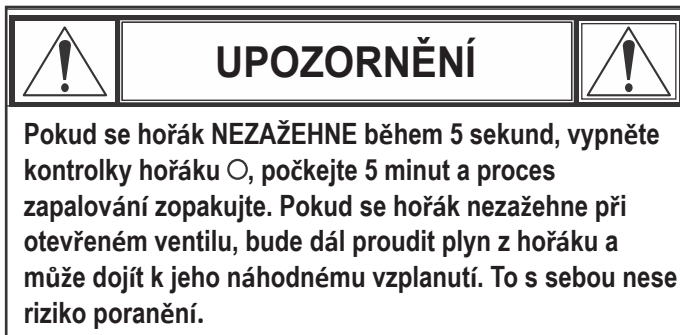 UPOZORNĚNÍ
Pokud se hořák NEZAŽEHNE během 5 sekund, vypněte
kontrolky hořáku ○, počkejte 5 minut a proces
zapalování zopakujte. Pokud se hořák nezažehne při
otevřeném ventilu, bude dál proudit plyn z hořáku a
může dojít k jeho náhodnému vzplanutí. To s sebou nese
riziko poranění.